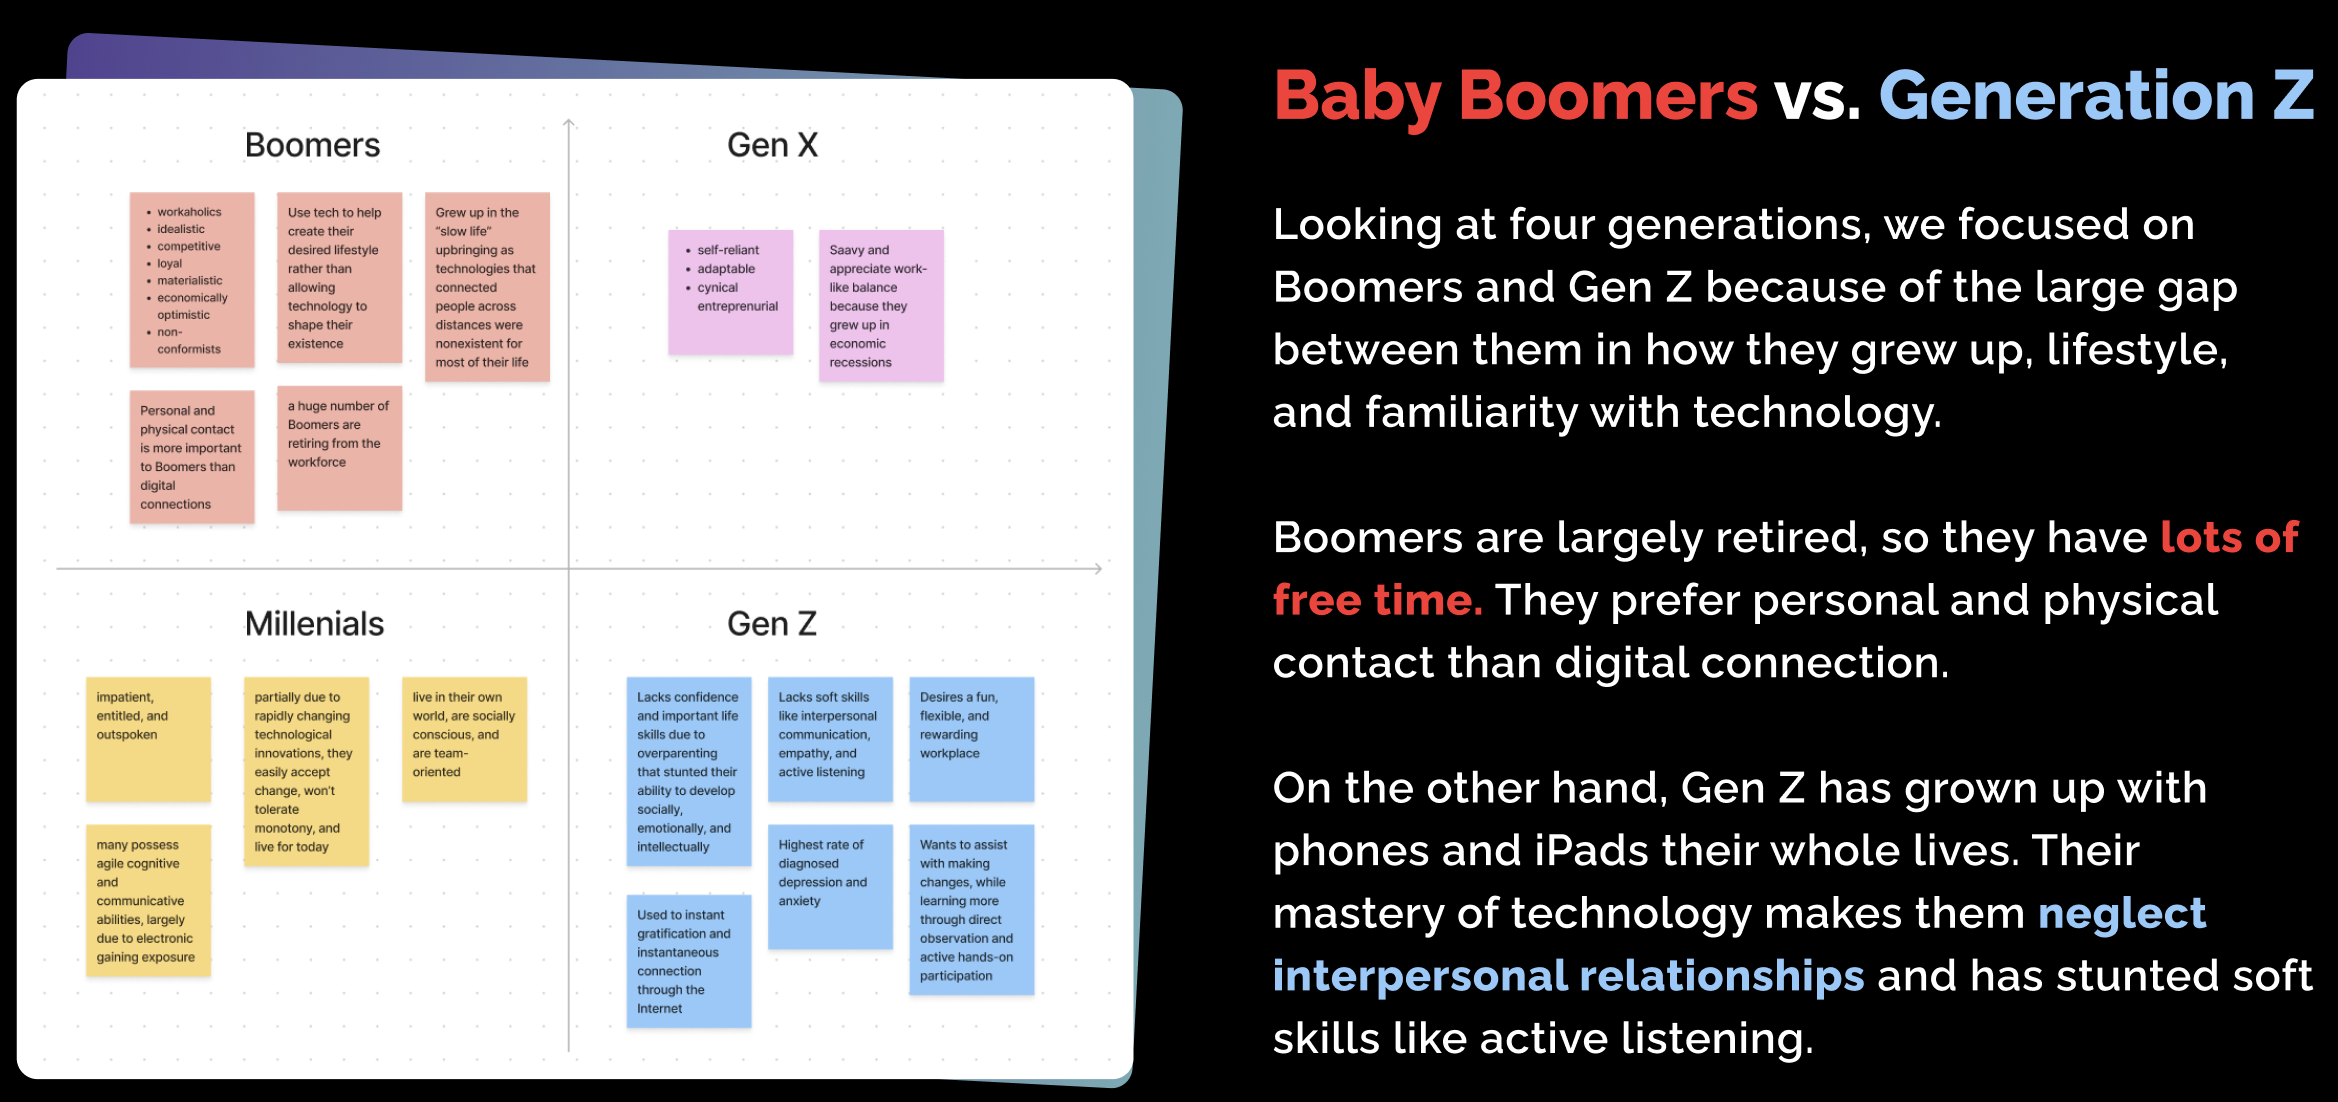 Boomers
• workaholics
• idealistic
• competitive
• loyal
• materialistic
• economically
optimistic
• non-
conformists
Use tech to help
create their
desired lifestyle
rather than
allowing
technology to
shape their
existence
Grew up in the
“slow life”
upbringing as
technologies that
connected
people across
distances were
nonexistent for
most of their life
Personal and
physical contact
is more important
to Boomers than
digital
connections
a huge number of
Boomers are
retiring from the
workforce
Gen X
• self-reliant
• adaptable
• cynical
entreprenurial
Saavy and
appreciate work-
like balance
because they
grew up in
economic
recessions
Millenials
impatient,
entitled, and
outspoken
partially due to
rapidly changing
technological
innovations, they
easily accept
change, won't
tolerate
monotony, and
live for today
live in their own
world, are socially
conscious, and
are team-
oriented
many possess
agile cognitive
and
communicative
abilities, largely
due to electronic
gaining exposure
Gen Z
Lacks confidence
and important life
skills due to
overparenting
that stunted their
ability to develop
socially,
emotionally, and
intellectually
Lacks soft skills
like interpersonal
communication,
empathy, and
active listening
Desires a fun,
flexible, and
rewarding
workplace
Used to instant
gratification and
instantaneous
connection
through the
Internet
Highest rate of
diagnosed
depression and
anxiety
Wants to assist
with making
changes, while
learning more
through direct
observation and
active hands-on
participation
Baby Boomers vs. Generation Z
Looking at four generations, we focused on
Boomers and Gen Z because of the large gap
between them in how they grew up, lifestyle,
and familiarity with technology.
Boomers are largely retired, so they have lots of
free time. They prefer personal and physical
contact than digital connection.
On the other hand, Gen Z has grown up with
phones and iPads their whole lives. Their
mastery of technology makes them neglect
interpersonal relationships and has stunted soft
skills like active listening.